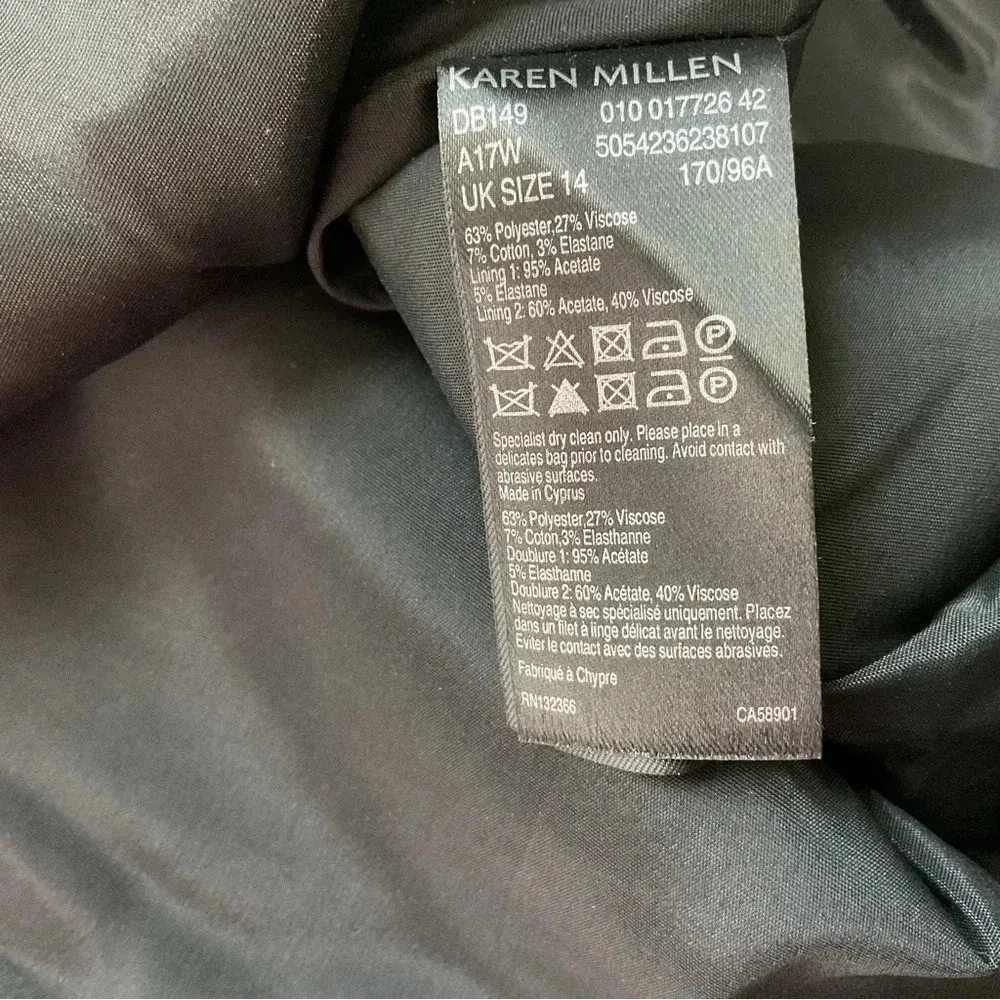 KAREN MILLEN
DB149 010 017726 42
A17W 5054236238107
UK SIZE 14 170/96A
63% Polyester,27% Viscose
7% Cotton, 3% Elastane
Lining 1: 95% Acetate
5% Elastane
Lining 2: 60% Acetate, 40% Viscose
P
P
Specialist dry clean only. Please place in a
delicates bag prior to cleaning. Avoid contact with
abrasive surfaces.
Made in Cyprus
63% Polyester,27% Viscose
7% Coton,3% Elasthanne
Doublure 1: 95% Acétate
5% Elasthanne
Doublure 2: 60% Acétate, 40% Viscose
Nettoyage à sec spécialisé uniquement. Placez
dans un filet à linge délicat avant le nettoyage.
Eviter le contact avec des surfaces abrasives.
Fabriqué à Chypre
RN132366 CA58901